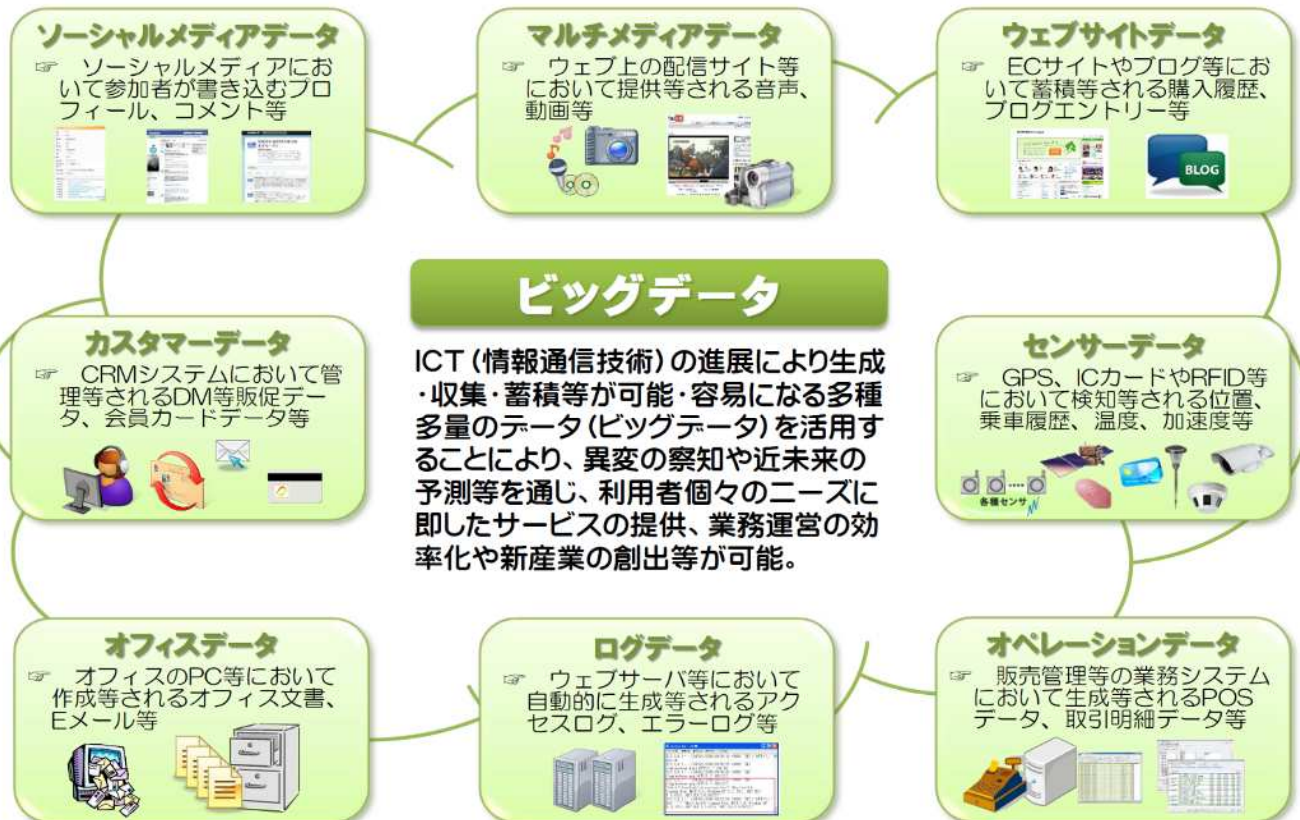 ソーシャルメディアデータ
☞ ソーシャルメディアにお
いて参加者が書き込むプロ
フィール、コメント等
マルチメディアデータ
☞ ウェブ上の配信サイト等
において提供等される音声、
動画等
ウェブサイトデータ
☞ ECサイトやブログ等にお
いて蓄積等される購入履歴、
ブログエントリー等
BLOG
ビッグデータ
ICT(情報通信技術)の進展により生成
・収集・蓄積等が可能・容易になる多種
多量のデータ(ビッグデータ)を活用す
ることにより、異変の察知や近未来の
予測等を通じ、利用者個々のニーズに
即したサービスの提供、業務運営の効
率化や新産業の創出等が可能。
カスタマーデータ
☞ CRMシステムにおいて管
理等されるDM等販促デー
タ、会員カードデータ等
センサーデータ
☞ GPS、ICカードやRFID等
において検知等される位置、
乗車履歴、温度、加速度等
各種センサ
オフィスデータ
☞ オフィスのPC等において
作成等されるオフィス文書、
Eメール等
ログデータ
☞ ウェブサーバ等において
自動的に生成等されるアク
セスログ、エラーログ等
オペレーションデータ
☞ 販売管理等の業務システム
において生成等されるPOS
データ、取引明細データ等